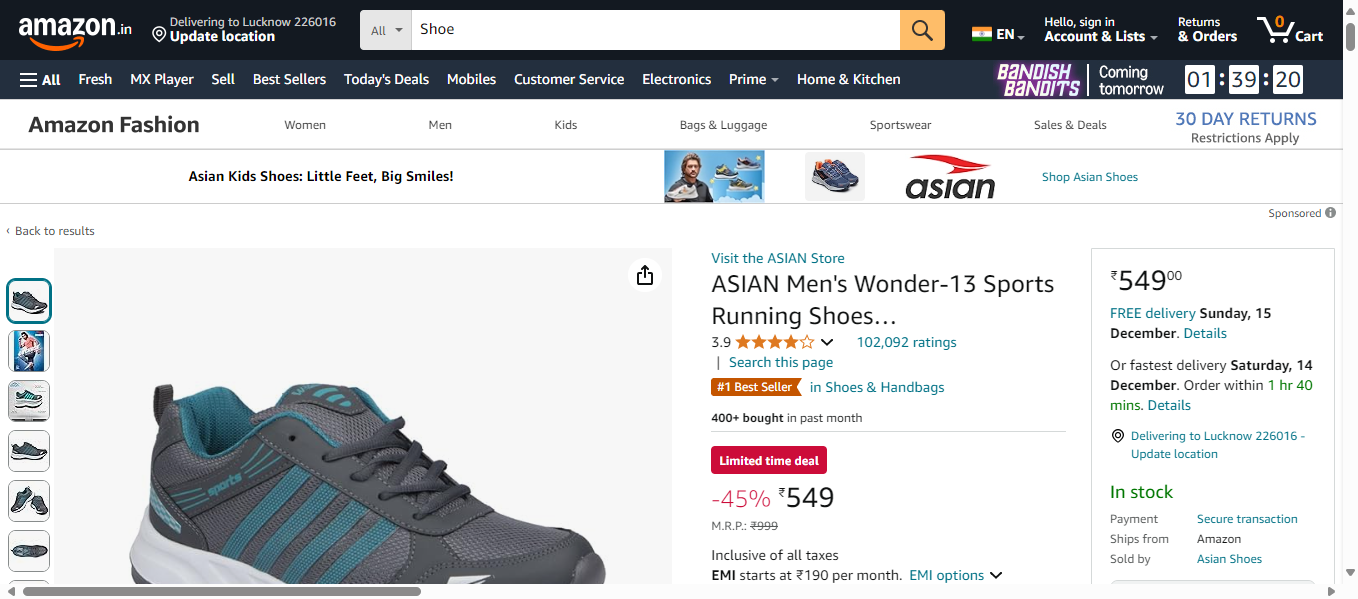 amazon.in
Delivering to Lucknow 226016
Update location
All
Shoe
EN
Hello, sign in
Account & Lists
Returns
& Orders
0
Cart
All
Fresh
MX Player
Sell
Best Sellers
Today's Deals
Mobiles
Customer Service
Electronics
Prime
Home & Kitchen
BANDISH
BANDITS
Coming
tomorrow
01 : 39 : 20
Amazon Fashion
Women
Men
Kids
Bags & Luggage
Sportswear
Sales & Deals
30 DAY RETURNS
Restrictions Apply
Asian Kids Shoes: Little Feet, Big Smiles!
asian
Shop Asian Shoes
Sponsored
‹ Back to results
sports
Visit the ASIAN Store
ASIAN Men's Wonder-13 Sports
Running Shoes…
3.9
102,092 ratings
| Search this page
#1 Best Seller in Shoes & Handbags
400+ bought in past month
Limited time deal
-45% ₹549
M.R.P.: ₹999
Inclusive of all taxes
EMI starts at ₹190 per month. EMI options
₹54900
FREE delivery Sunday, 15
December. Details
Or fastest delivery Saturday, 14
December. Order within 1 hr 40
mins. Details
Delivering to Lucknow 226016 -
Update location
In stock
Payment Secure transaction
Ships from Amazon
Sold by Asian Shoes